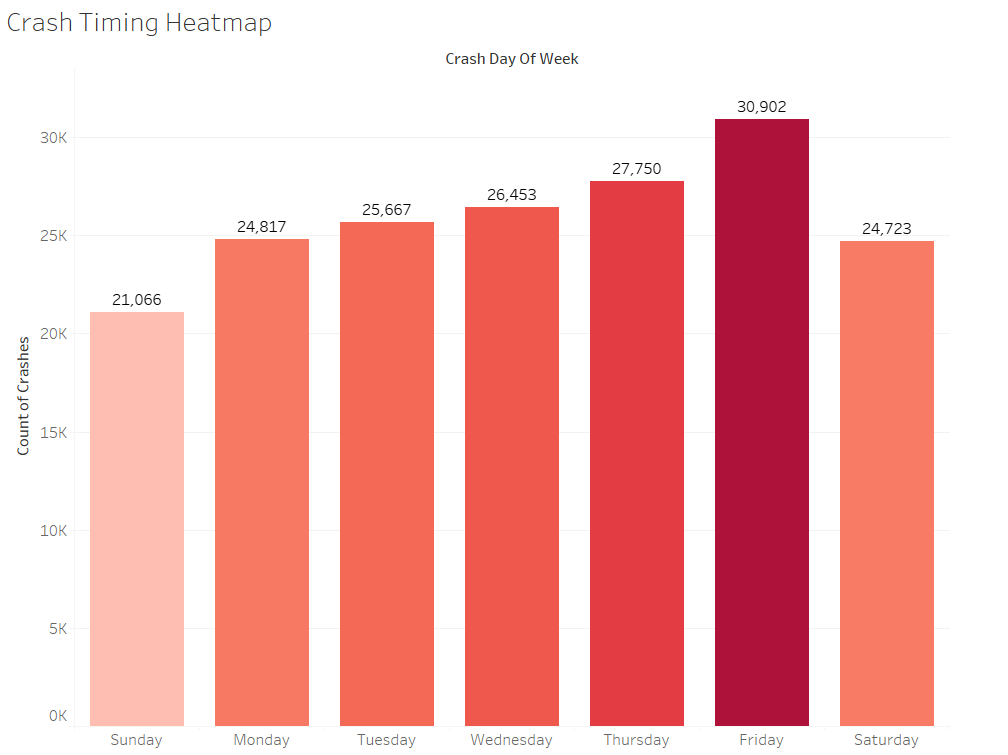 Crash Timing Heatmap
Crash Day Of Week
30,902
30K
27,750
26,453
25,667
24,817
24,723
25K
21,066
20K
Count of Crashes
15K
10K
5K
0K
Sunday Monday Tuesday Wednesday Thursday Friday Saturday